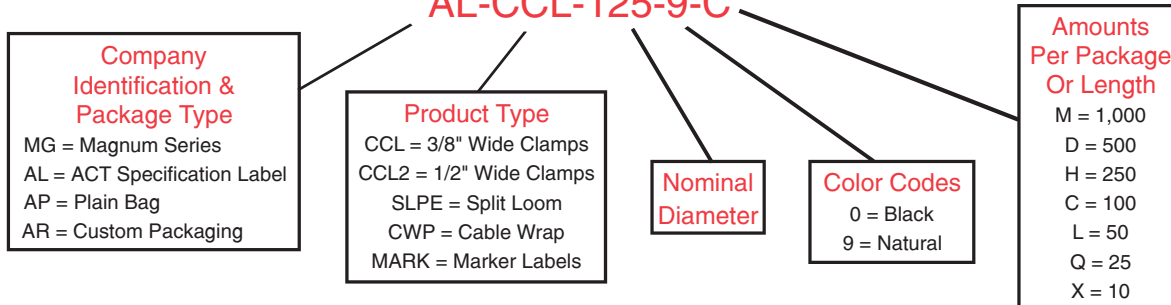 AL-CCL-125-9-C
Company
Identification &
Package Type
MG = Magnum Series
AL = ACT Specification Label
AP = Plain Bag
AR = Custom Packaging
Product Type
CCL = 3/8" Wide Clamps
CCL2 = 1/2" Wide Clamps
SLPE = Split Loom
CWP = Cable Wrap
MARK = Marker Labels
Nominal
Diameter
Color Codes
0 = Black
9 = Natural
Amounts
Per Package
Or Length
M = 1,000
D = 500
H = 250
C = 100
L = 50
Q = 25
X = 10